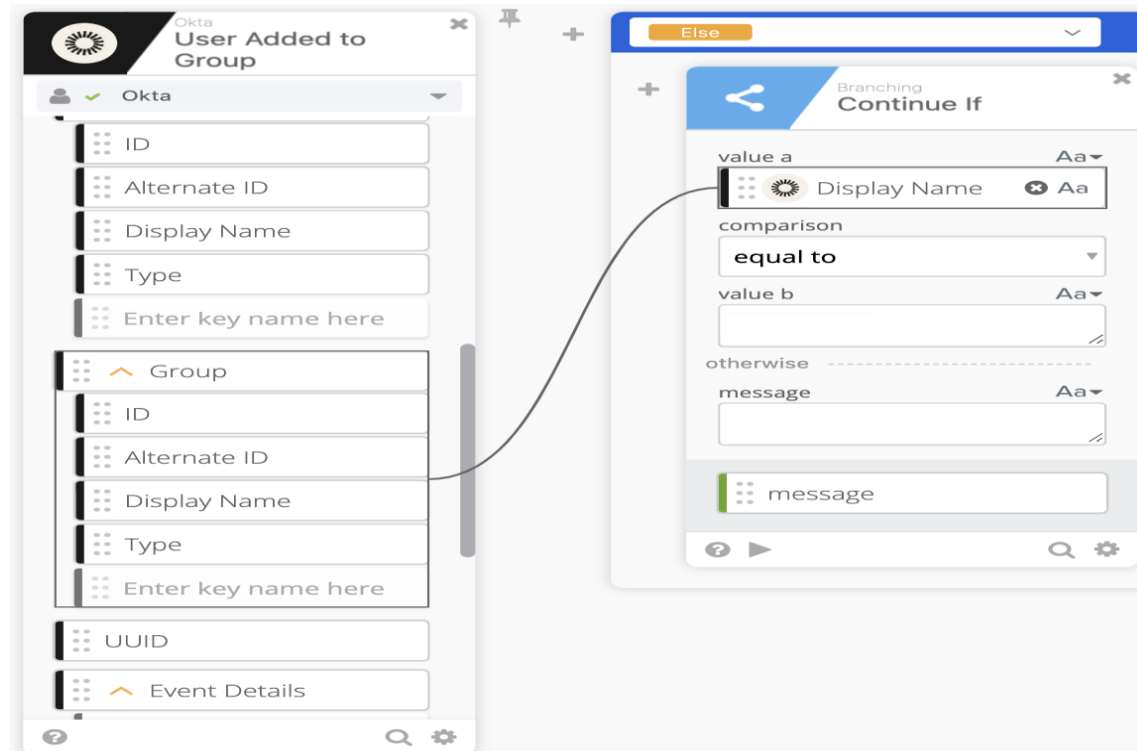 Okta
User Added to
Group
Okta
ID
Alternate ID
Display Name
Type
Enter key name here
Group
ID
Alternate ID
Display Name
Type
Enter key name here
UUID
Event Details
Else
Branching
Continue If
value a Aa
Display Name Aa
comparison
equal to
value b Aa
otherwise
message Aa
message